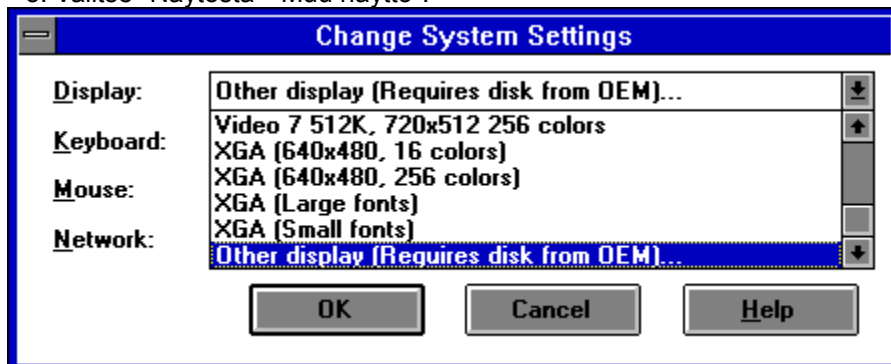 Change System Settings
Display:
Other display (Requires disk from OEM)...
Video 7 512K, 720x512 256 colors
Keyboard:
XGA (640x480, 16 colors)
XGA (640x480, 256 colors)
Mouse:
XGA (Large fonts)
XGA (Small fonts)
Network:
Other display (Requires disk from OEM)...
OK Cancel Help